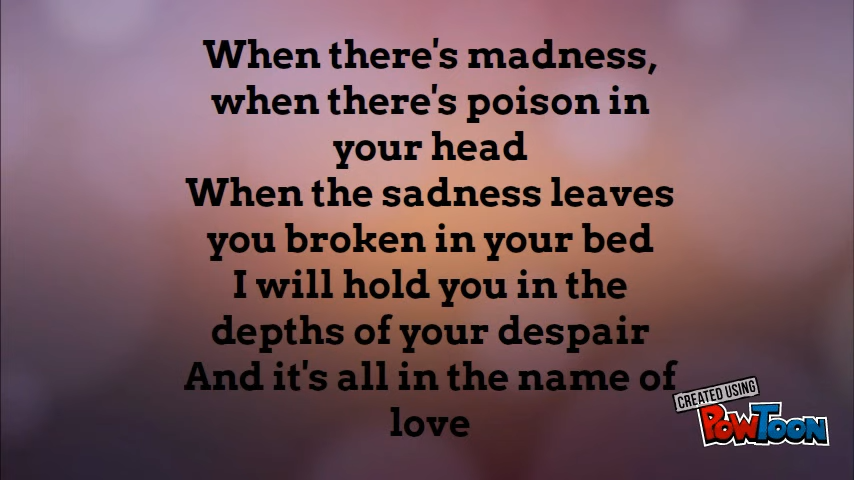 When there's madness,
when there's poison in
your head
When the sadness leaves
you broken in your bed
I will hold you in the
depths of your despair
And it's all in the name of
love
CREATED USING
POWTOON